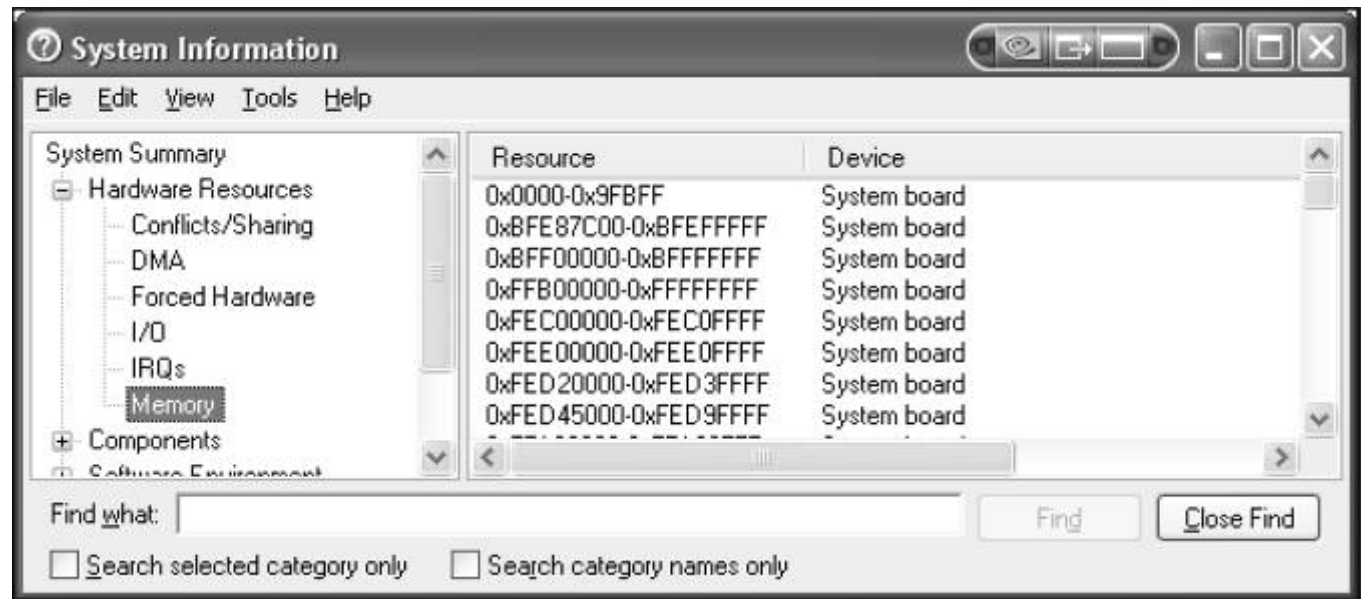 System Information
File Edit View Tools Help
System Summary
Hardware Resources
Conflicts/Sharing
DMA
Forced Hardware
I/O
IRQs
Memory
Components
Software Environment
Resource Device
0x0000-0x9FBFF System board
0xBFE87C00-0xBFEFFFFF System board
0xBFF00000-0xBFFFFFFF System board
0xFFB00000-0xFFFFFFFF System board
0xFEC00000-0xFEC0FFFF System board
0xFEE00000-0xFEE0FFFF System board
0xFED20000-0xFED3FFFF System board
0xFED45000-0xFED9FFFF System board
Find what:
Find
Close Find
Search selected category only
Search category names only